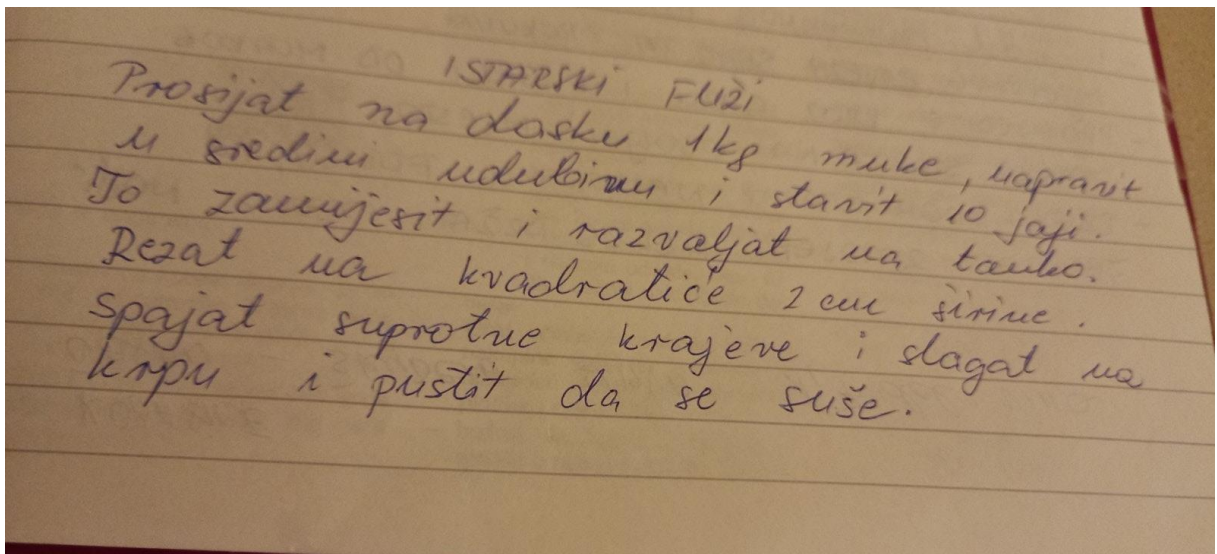 ISTARSKI FUŽI
Prosijat na dasku 1kg muke, napravit
u sredini udubinu i stavit 10 jaji.
To zamijesit i razvaljat na tanko.
Rezat na kvadratiće 2 cm širine.
Spajat suprotne krajeve i slagat na
krpu i pustit da se suše.